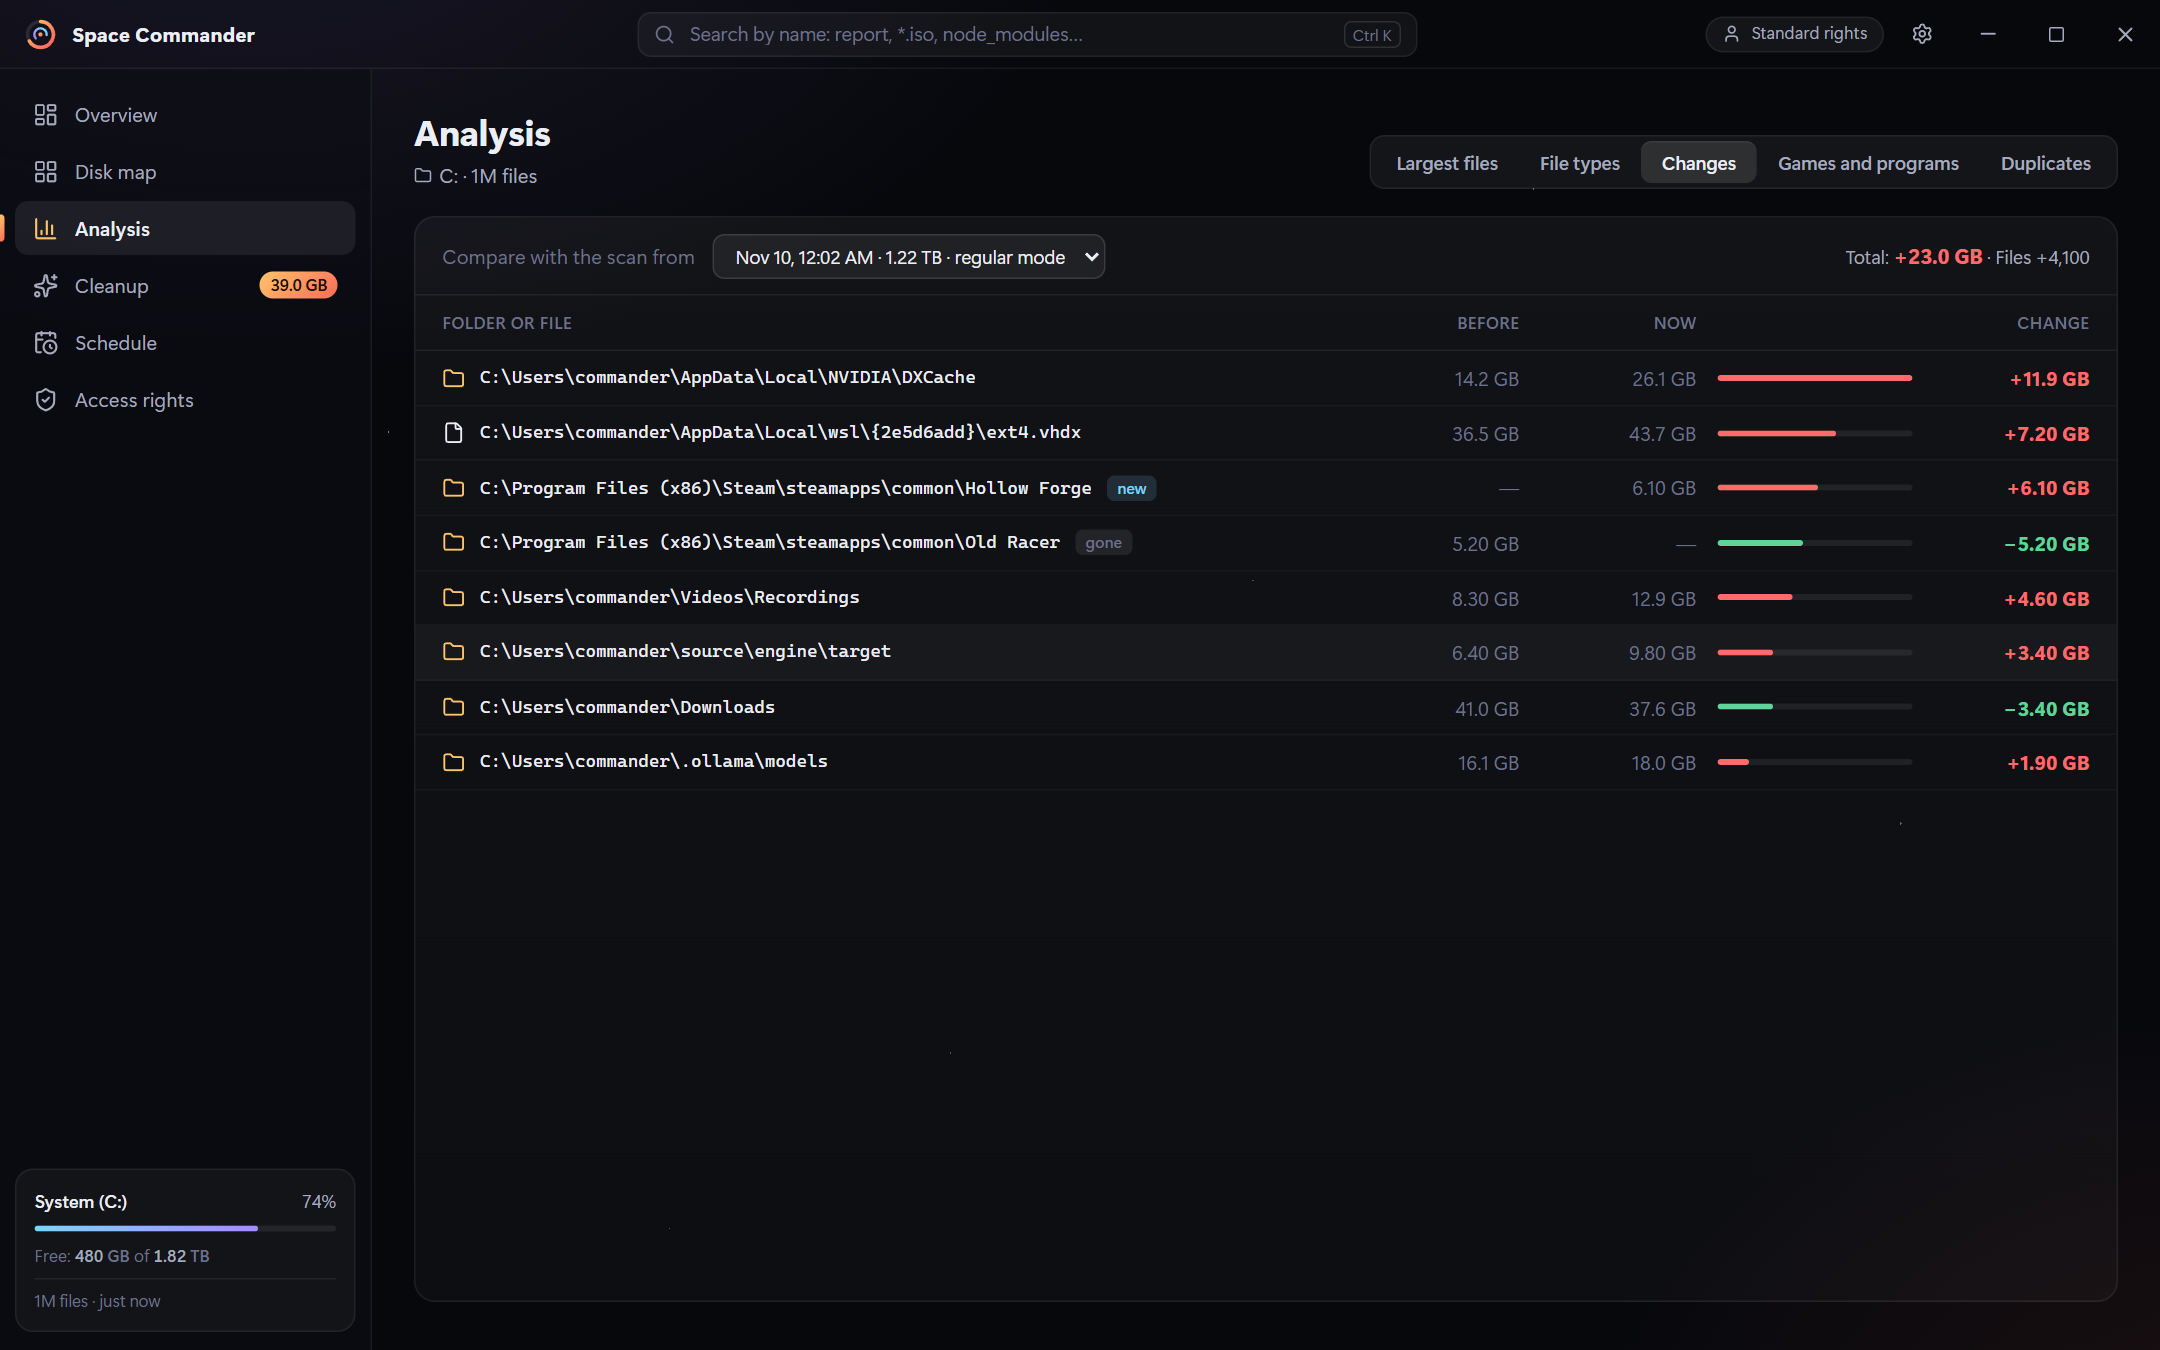 Space Commander
Search by name: report, *.iso, node_modules...
Ctrl K
Standard rights
Overview
Disk map
Analysis
Cleanup
39.0 GB
Schedule
Access rights
System (C:)
74%
Free: 480 GB of 1.82 TB
1M files · just now
Analysis
C: · 1M files
Largest files
File types
Changes
Games and programs
Duplicates
Compare with the scan from
Nov 10, 12:02 AM · 1.22 TB · regular mode
Total: +23.0 GB · Files +4,100
FOLDER OR FILE BEFORE NOW CHANGE
C:\Users\commander\AppData\Local\NVIDIA\DXCache 14.2 GB 26.1 GB +11.9 GB
C:\Users\commander\AppData\Local\wsl\{2e5d6add}\ext4.vhdx 36.5 GB 43.7 GB +7.20 GB
C:\Program Files (x86)\Steam\steamapps\common\Hollow Forge new — 6.10 GB +6.10 GB
C:\Program Files (x86)\Steam\steamapps\common\Old Racer gone 5.20 GB — −5.20 GB
C:\Users\commander\Videos\Recordings 8.30 GB 12.9 GB +4.60 GB
C:\Users\commander\source\engine\target 6.40 GB 9.80 GB +3.40 GB
C:\Users\commander\Downloads 41.0 GB 37.6 GB −3.40 GB
C:\Users\commander\.ollama\models 16.1 GB 18.0 GB +1.90 GB